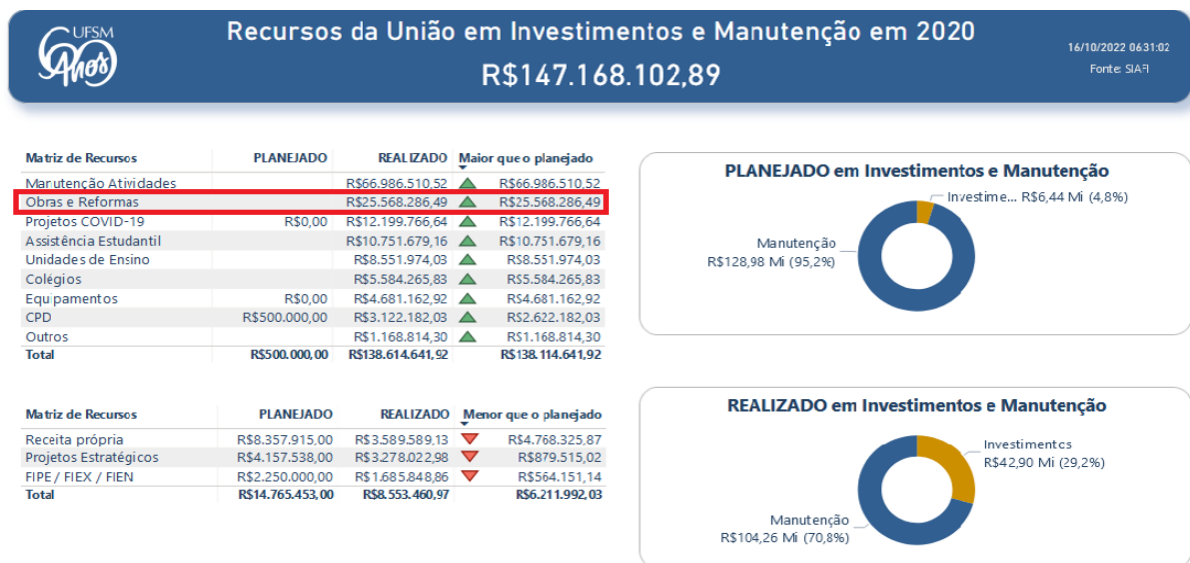 UFSM
60 Anos
Recursos da União em Investimentos e Manutenção em 2020
R$147.168.102,89
16/10/2022 06:31:02
Fonte: SIAFI
Matriz de Recursos PLANEJADO REALIZADO Maior que o planejado
Manutenção Atividades R$66.986.510,52 R$66.986.510,52
Obras e Reformas R$25.568.286,49 R$25.568.286,49
Projetos COVID-19 R$0,00 R$12.199.766,64 R$12.199.766,64
Assistência Estudantil R$10.751.679,16 R$10.751.679,16
Unidades de Ensino R$8.551.974,03 R$8.551.974,03
Colégios R$5.584.265,83 R$5.584.265,83
Equipamentos R$0,00 R$4.681.162,92 R$4.681.162,92
CPD R$500.000,00 R$3.122.182,03 R$2.622.182,03
Outros R$1.168.814,30 R$1.168.814,30
Total R$500.000,00 R$138.614.641,92 R$138.114.641,92
PLANEJADO em Investimentos e Manutenção
Investime... R$6,44 Mi (4,8%)
Manutenção
R$128,98 Mi (95,2%)
Matriz de Recursos PLANEJADO REALIZADO Menor que o planejado
Receita própria R$8.357.915,00 R$3.589.589,13 R$4.768.325,87
Projetos Estratégicos R$4.157.538,00 R$3.278.022,98 R$879.515,02
FIPE / FIEX / FIEN R$2.250.000,00 R$1.685.848,86 R$564.151,14
Total R$14.765.453,00 R$8.553.460,97 R$6.211.992,03
REALIZADO em Investimentos e Manutenção
Investimentos
R$42,90 Mi (29,2%)
Manutenção
R$104,26 Mi (70,8%)